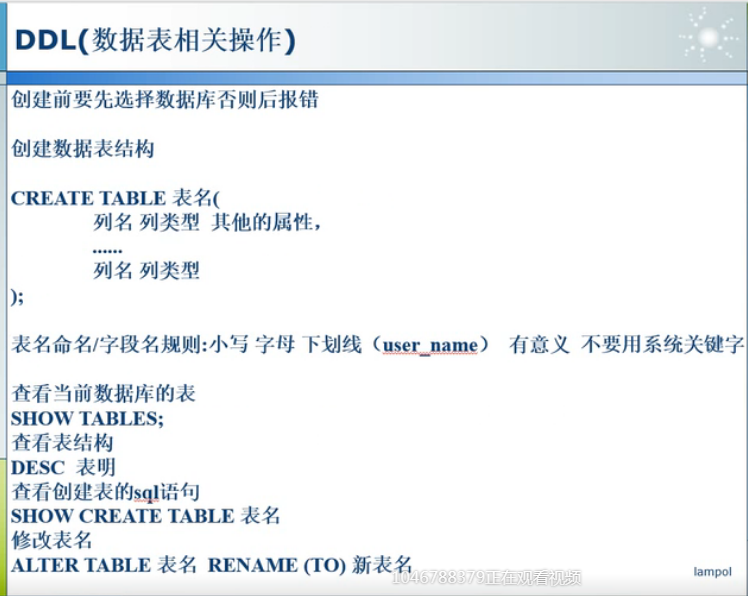 DDL(数据表相关操作)
创建前要先选择数据库否则后报错
创建数据表结构
CREATE TABLE 表名(
列名 列类型 其他的属性，
......
列名 列类型
);
表名命名/字段名规则:小写 字母 下划线（user_name） 有意义 不要用系统关键字
查看当前数据库的表
SHOW TABLES;
查看表结构
DESC 表明
查看创建表的sql语句
SHOW CREATE TABLE 表名
修改表名
ALTER TABLE 表名 RENAME (TO) 新表名
1046788379正在观看视频
lampol